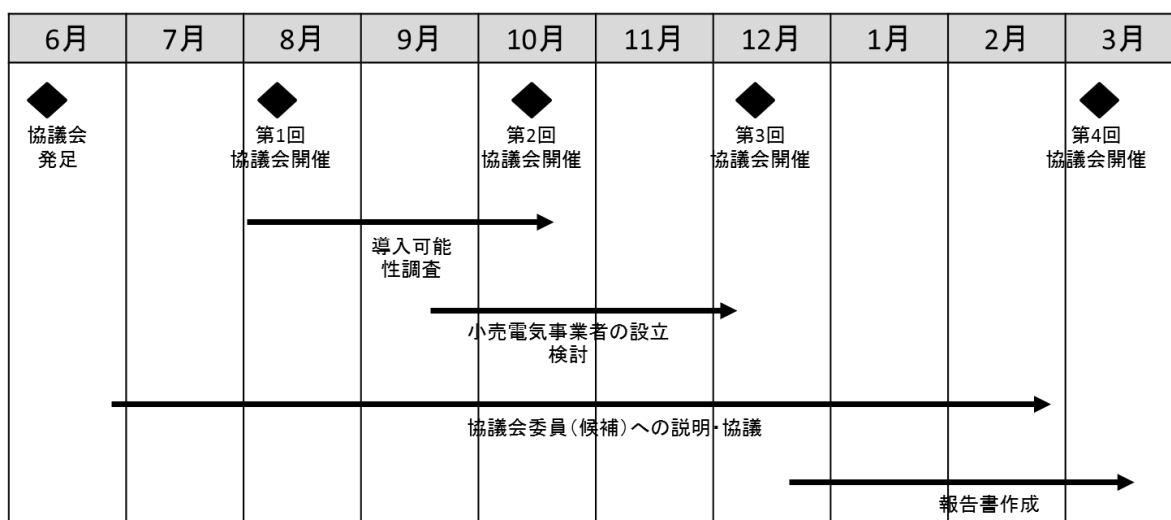 6月 7月 8月 9月 10月 11月 12月 1月 2月 3月
協議会
発足
第1回
協議会開催
第2回
協議会開催
第3回
協議会開催
第4回
協議会開催
導入可能
性調査
小売電気事業者の設立
検討
協議会委員（候補）への説明・協議
報告書作成